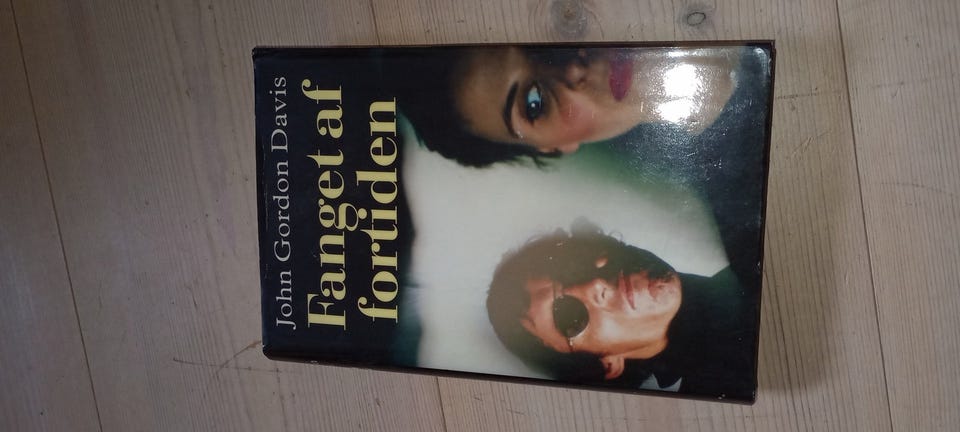 John Gordon Davis
Fanget af
fortiden